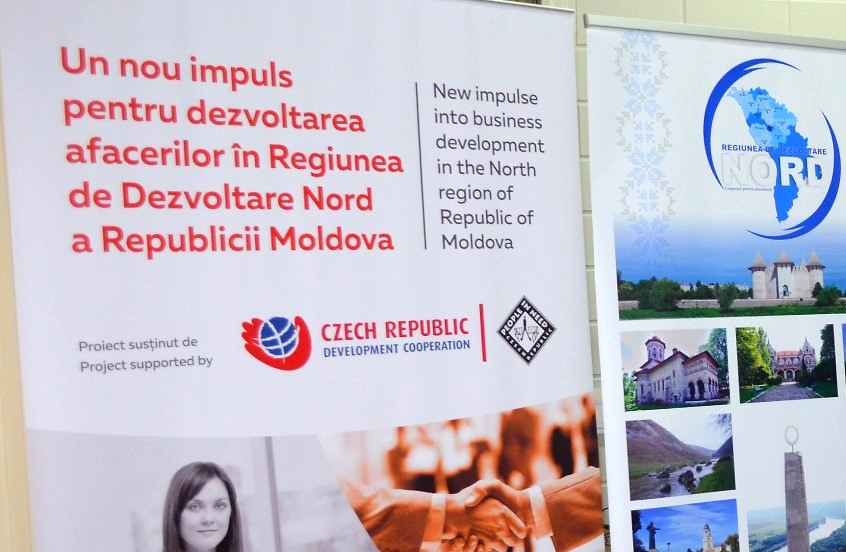 Un nou impuls
pentru dezvoltarea
afacerilor în Regiunea
de Dezvoltare Nord
a Republicii Moldova
New impulse
into business
development
in the North
region of
Republic of
Moldova
Proiect susținut de
Project supported by
CZECH REPUBLIC
DEVELOPMENT COOPERATION
PEOPLE IN NEED
REGIUNEA DE DEZVOLTARE
NORD